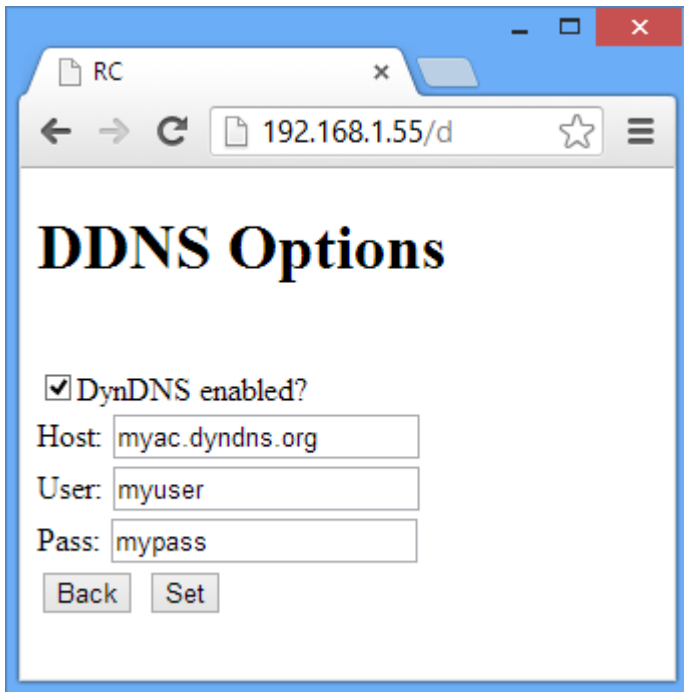 RC
192.168.1.55/d
DDNS Options
DynDNS enabled?
Host: myac.dyndns.org
User: myuser
Pass: mypass
Back Set